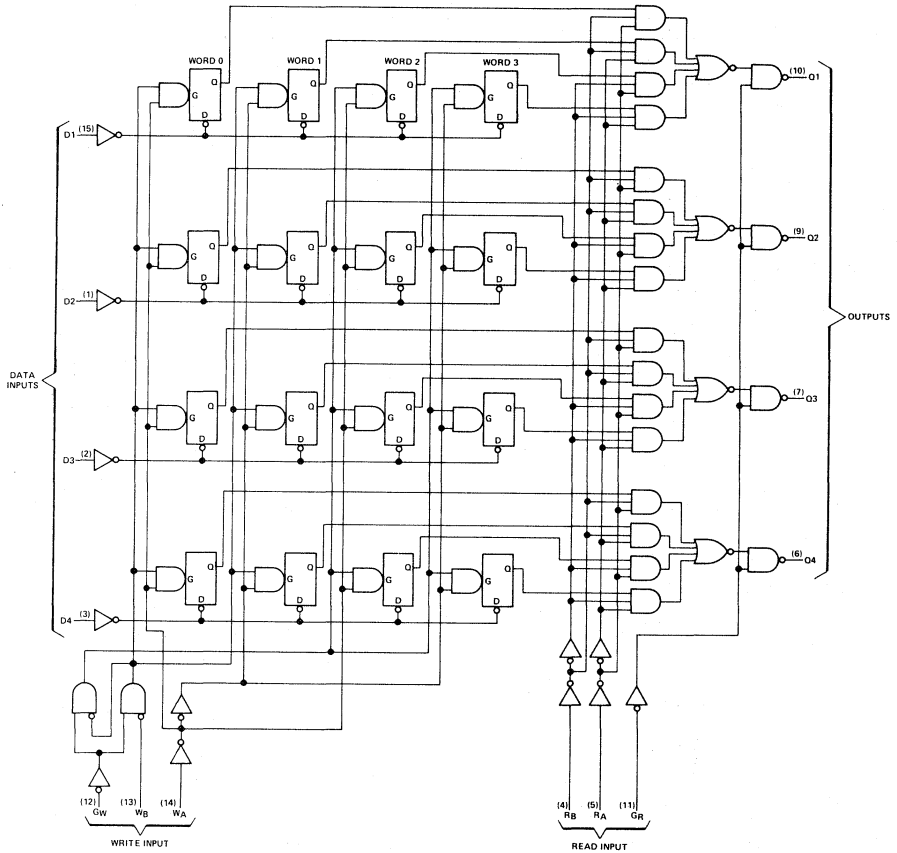 WORD 0 WORD 1 WORD 2 WORD 3
Q Q Q Q
G G G G
D D D D
D1 (15)
(10) Q1
Q Q Q Q
G G G G
D D D D
D2 (1)
(9) Q2
OUTPUTS
DATA
INPUTS
Q Q Q Q
G G G G
D D D D
D3 (2)
(7) Q3
Q Q Q Q
G G G G
D D D D
D4 (3)
(6) Q4
(12) (13) (14) (4) (5) (11)
GW WB WA RB RA GR
WRITE INPUT READ INPUT